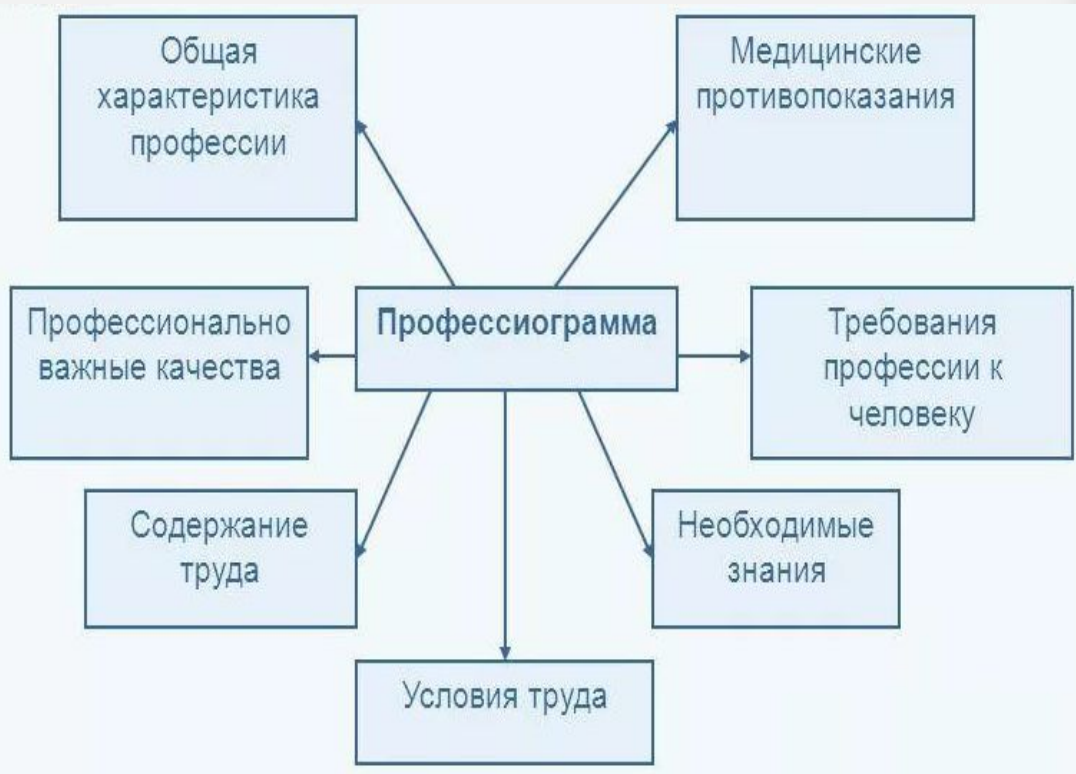 Общая
характеристика
профессии
Медицинские
противопоказания
Профессионально
важные качества
Профессиограмма
Требования
профессии к
человеку
Содержание
труда
Необходимые
знания
Условия труда